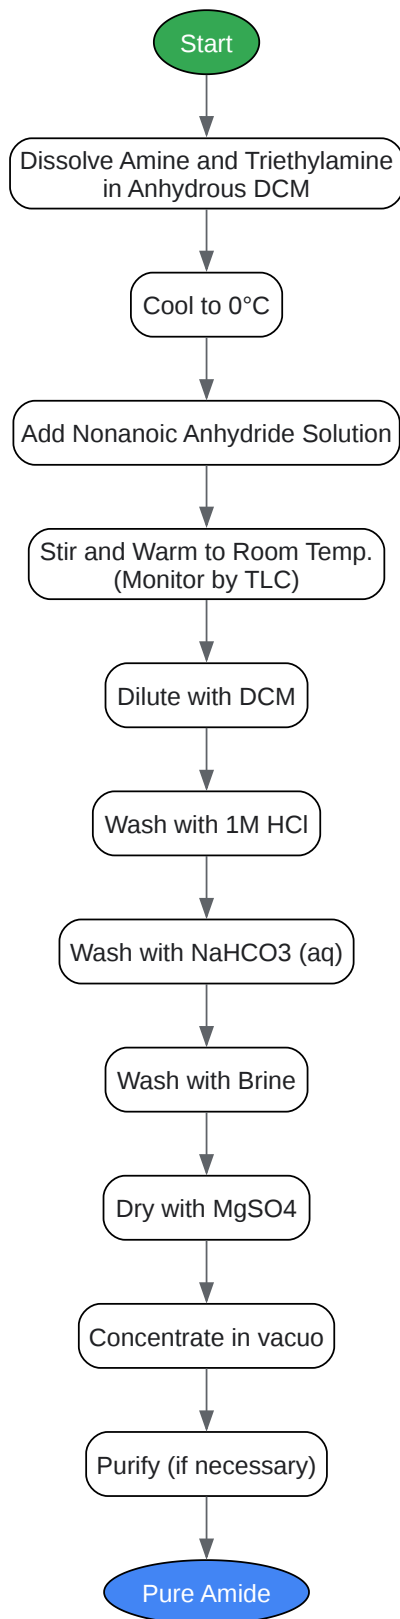 Start
Dissolve Amine and Triethylamine
in Anhydrous DCM
Cool to 0°C
Add Nonanoic Anhydride Solution
Stir and Warm to Room Temp.
(Monitor by TLC)
Dilute with DCM
Wash with 1M HCl
Wash with NaHCO3 (aq)
Wash with Brine
Dry with MgSO4
Concentrate in vacuo
Purify (if necessary)
Pure Amide